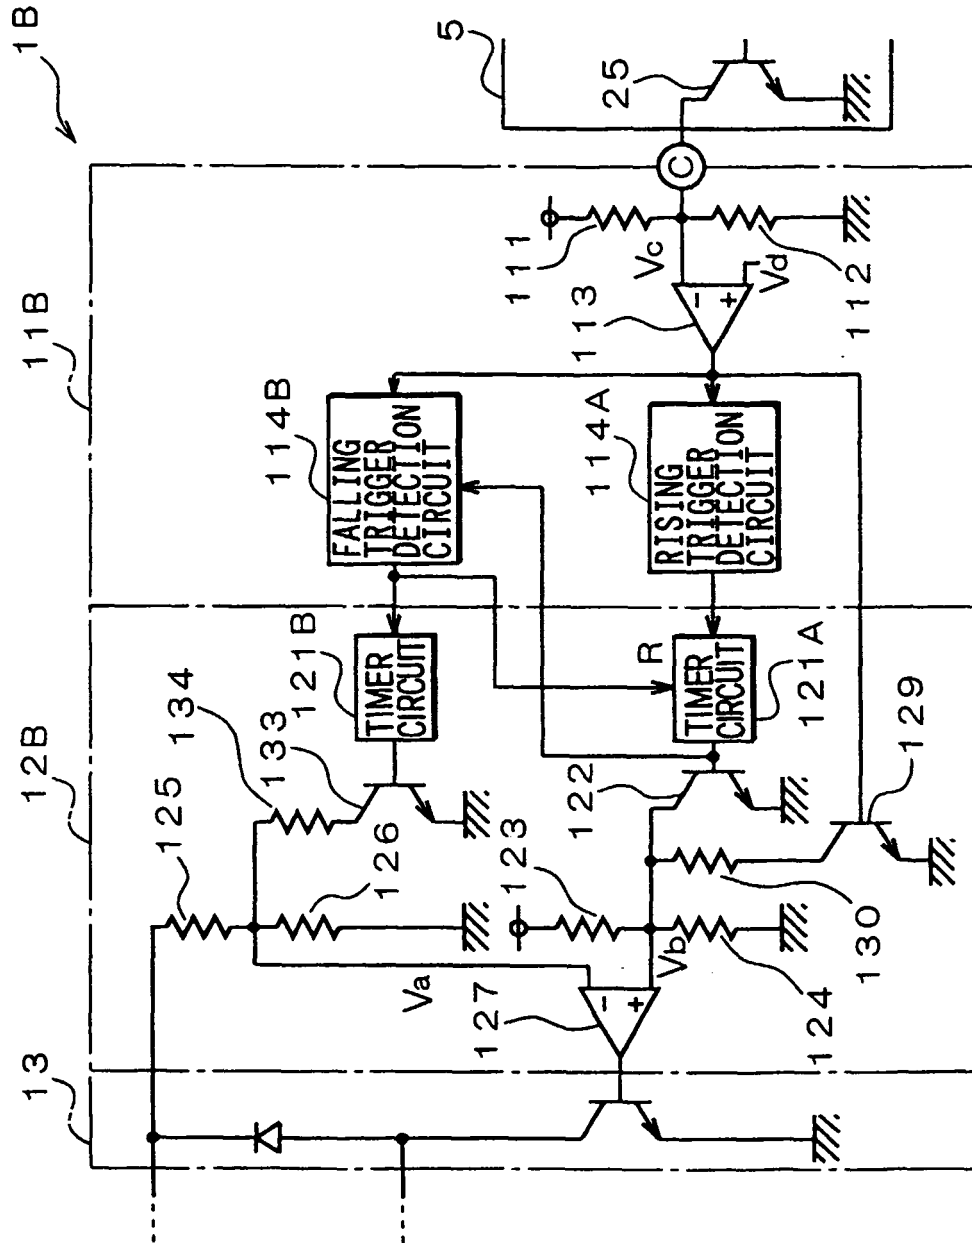 1B
13
12B
11B
5
125
134
133
126
121B
TIMER
CIRCUIT
114B
FALLING
TRIGGER
DETECTION
CIRCUIT
Va
127
−
+
Vb
123
124
130
122
R
TIMER
CIRCUIT
121A
129
114A
RISING
TRIGGER
DETECTION
CIRCUIT
113
−
+
Vc
Vd
111
112
C
25